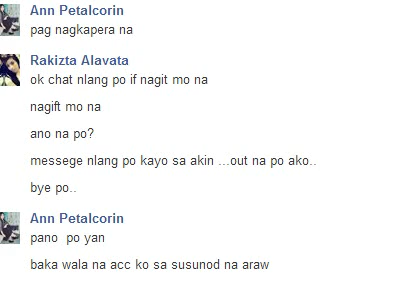 Ann Petalcorin
pag nagkapera na
Rakizta Alavata
ok chat nlang po if nagit mo na
nagift mo na
ano na po?
messege nlang po kayo sa akin ...out na po ako..
bye po..
Ann Petalcorin
pano po yan
baka wala na acc ko sa susunod na araw